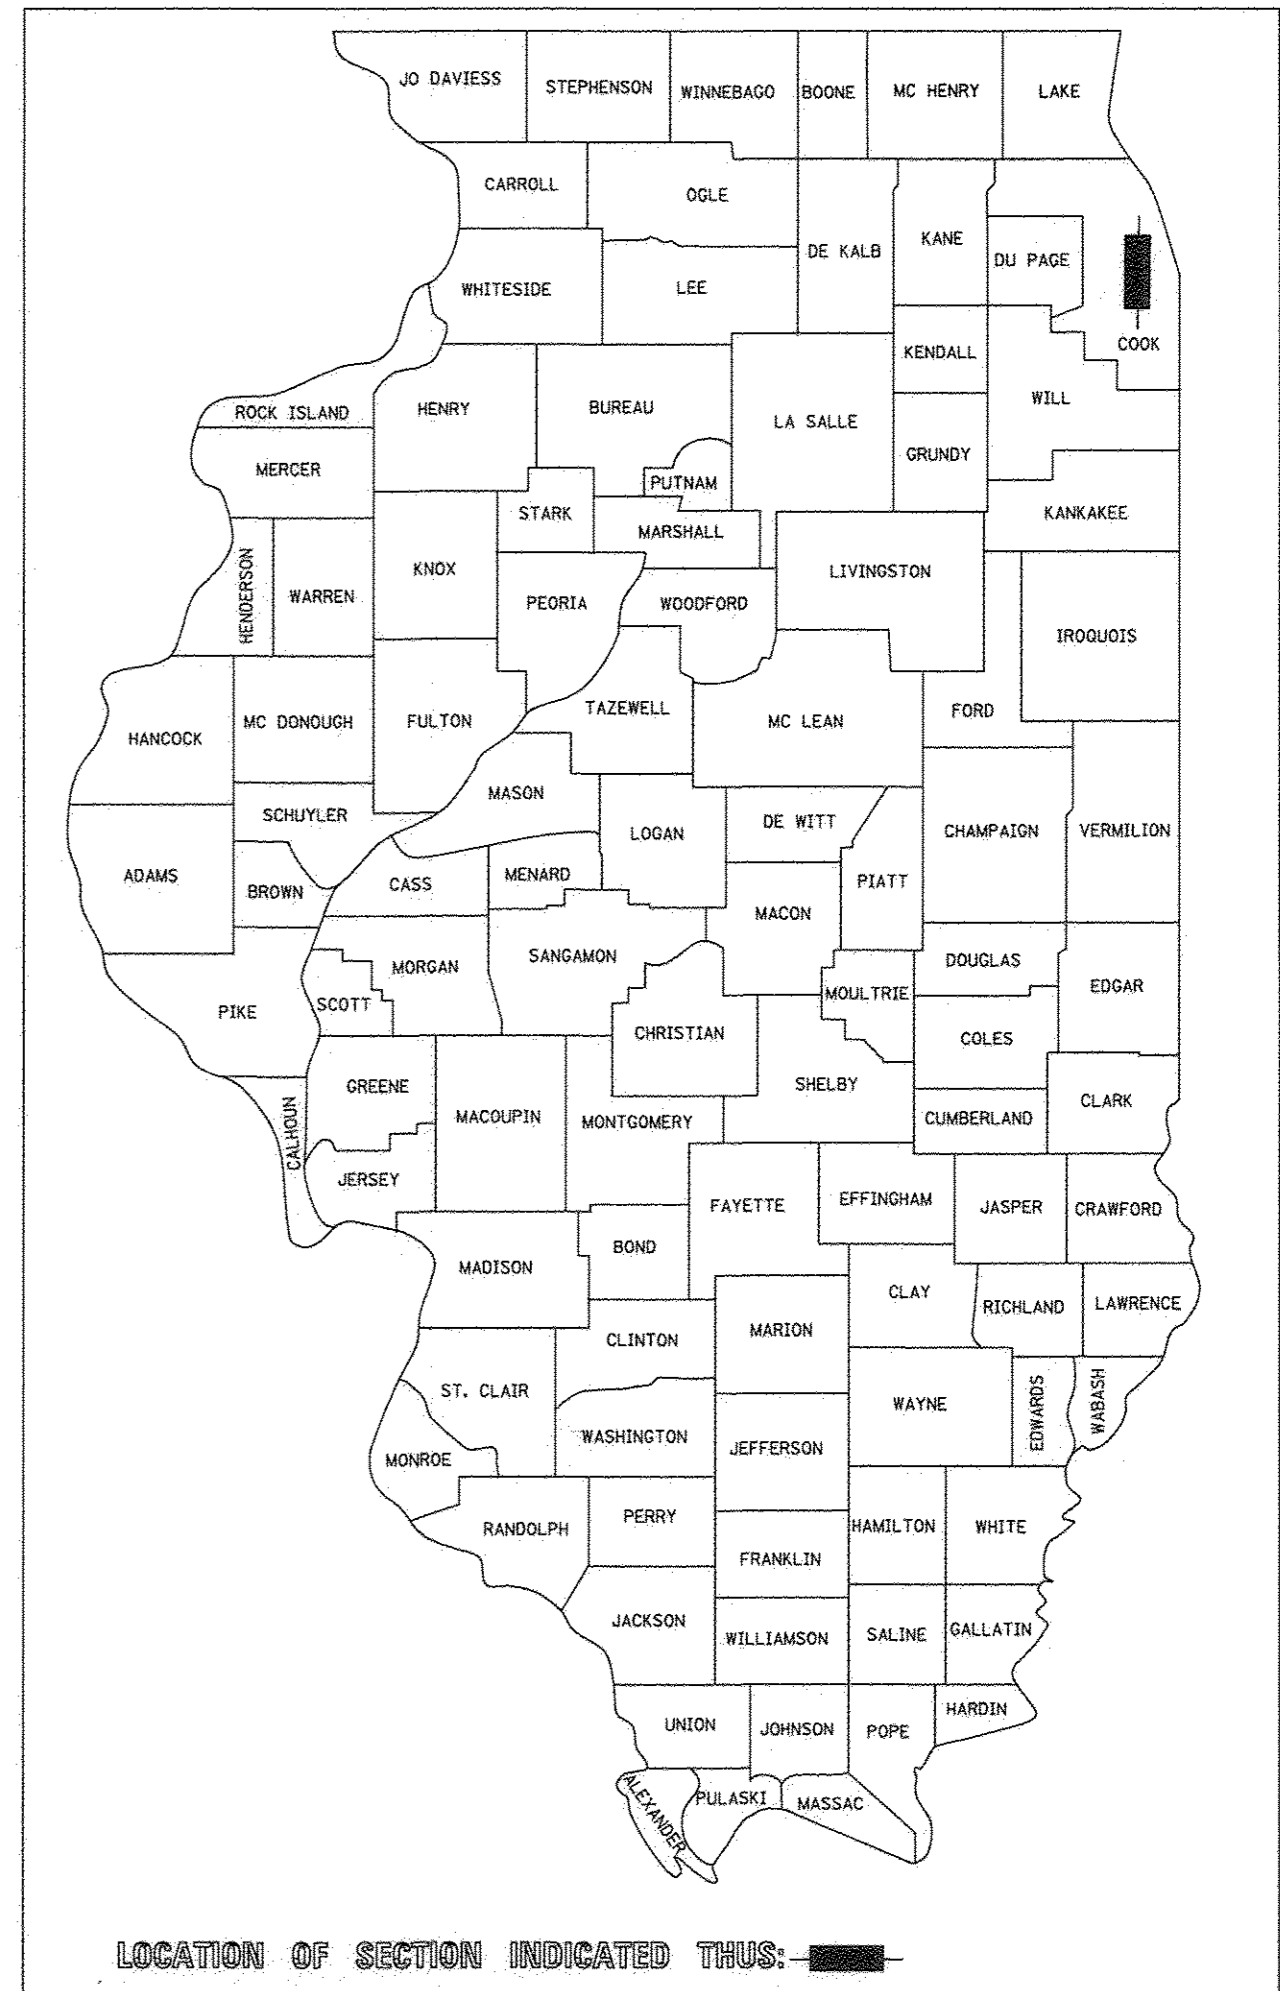 JO DAVIESS
STEPHENSON
WINNEBAGO
BOONE
MC HENRY
LAKE
CARROLL
OGLE
DE KALB
KANE
DU PAGE
WHITESIDE
LEE
COOK
KENDALL
ROCK ISLAND
HENRY
BUREAU
LA SALLE
WILL
GRUNDY
MERCER
PUTNAM
STARK
MARSHALL
KANKAKEE
HENDERSON
WARREN
KNOX
PEORIA
WOODFORD
LIVINGSTON
IROQUOIS
HANCOCK
MC DONOUGH
FULTON
TAZEWELL
MC LEAN
FORD
MASON
SCHUYLER
LOGAN
DE WITT
CHAMPAIGN
VERMILION
ADAMS
BROWN
CASS
MENARD
PIATT
MACON
SANGAMON
MORGAN
DOUGLAS
EDGAR
PIKE
SCOTT
MOULTRIE
CHRISTIAN
COLES
GREENE
SHELBY
CALHOUN
MACOUPIN
MONTGOMERY
CUMBERLAND
CLARK
JERSEY
FAYETTE
EFFINGHAM
JASPER
CRAWFORD
BOND
MADISON
CLAY
RICHLAND
LAWRENCE
CLINTON
MARION
ST. CLAIR
WAYNE
EDWARDS
WABASH
WASHINGTON
JEFFERSON
MONROE
RANDOLPH
PERRY
HAMILTON
WHITE
FRANKLIN
JACKSON
WILLIAMSON
SALINE
GALLATIN
UNION
JOHNSON
POPE
HARDIN
ALEXANDER
PULASKI
MASSAC
LOCATION OF SECTION INDICATED THUS: